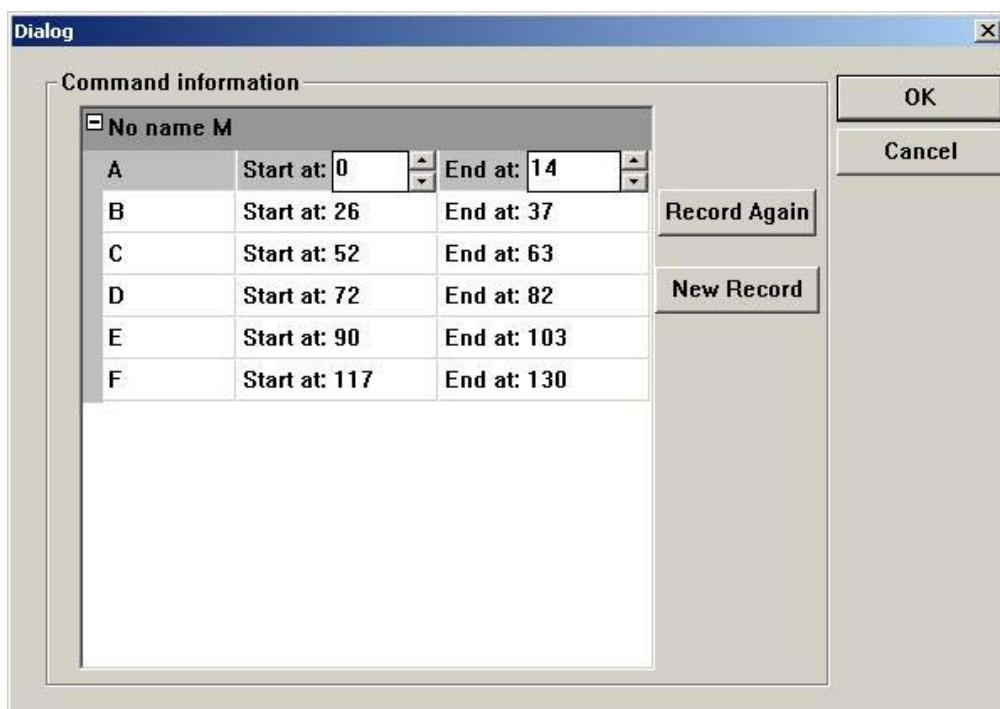 Dialog
Command information
OK
Cancel
No name M
A Start at: 0 End at: 14
B Start at: 26 End at: 37
C Start at: 52 End at: 63
D Start at: 72 End at: 82
E Start at: 90 End at: 103
F Start at: 117 End at: 130
Record Again
New Record